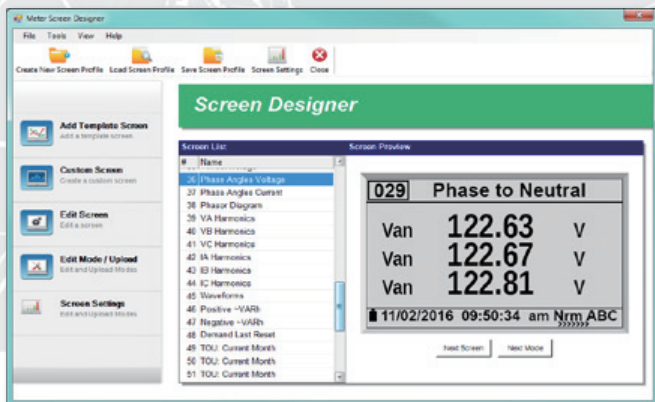 Meter Screen Designer
File Tools View Help
Create New Screen Profile Load Screen Profile Save Screen Profile Screen Settings Close
Screen Designer
Add Template Screen
Add a template screen
Custom Screen
Create a custom screen
Edit Screen
Edit a screen
Edit Mode / Upload
Edit and Upload Modes
Screen Settings
Edit and Upload Modes
Screen List
# Name
36 Phase Angles Voltage
37 Phase Angles Current
38 Phasor Diagram
39 VA Harmonics
40 VB Harmonics
41 VC Harmonics
42 IA Harmonics
43 IB Harmonics
44 IC Harmonics
45 Waveforms
46 Positive ~VARh
47 Negative ~VARh
48 Demand Last Reset
49 TOU: Current Month
50 TOU: Current Month
51 TOU: Current Month
Screen Preview
029 Phase to Neutral
Van 122.63 V
Van 122.67 V
Van 122.81 V
11/02/2016 09:50:34 am Nrm ABC
>>>>>>>
Next Screen Next Mode